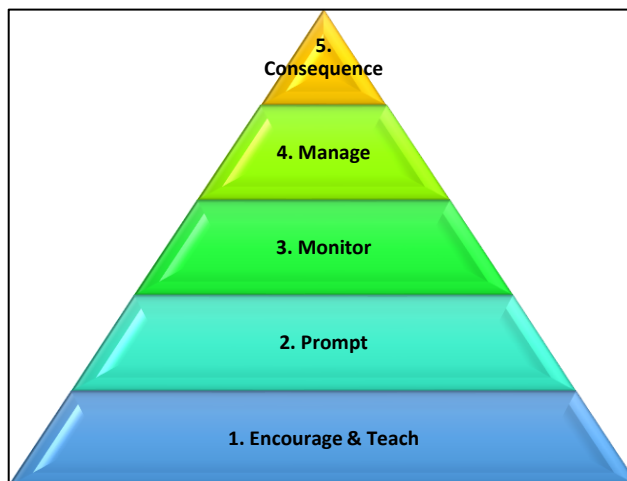 5.
Consequence
4. Manage
3. Monitor
2. Prompt
1. Encourage & Teach